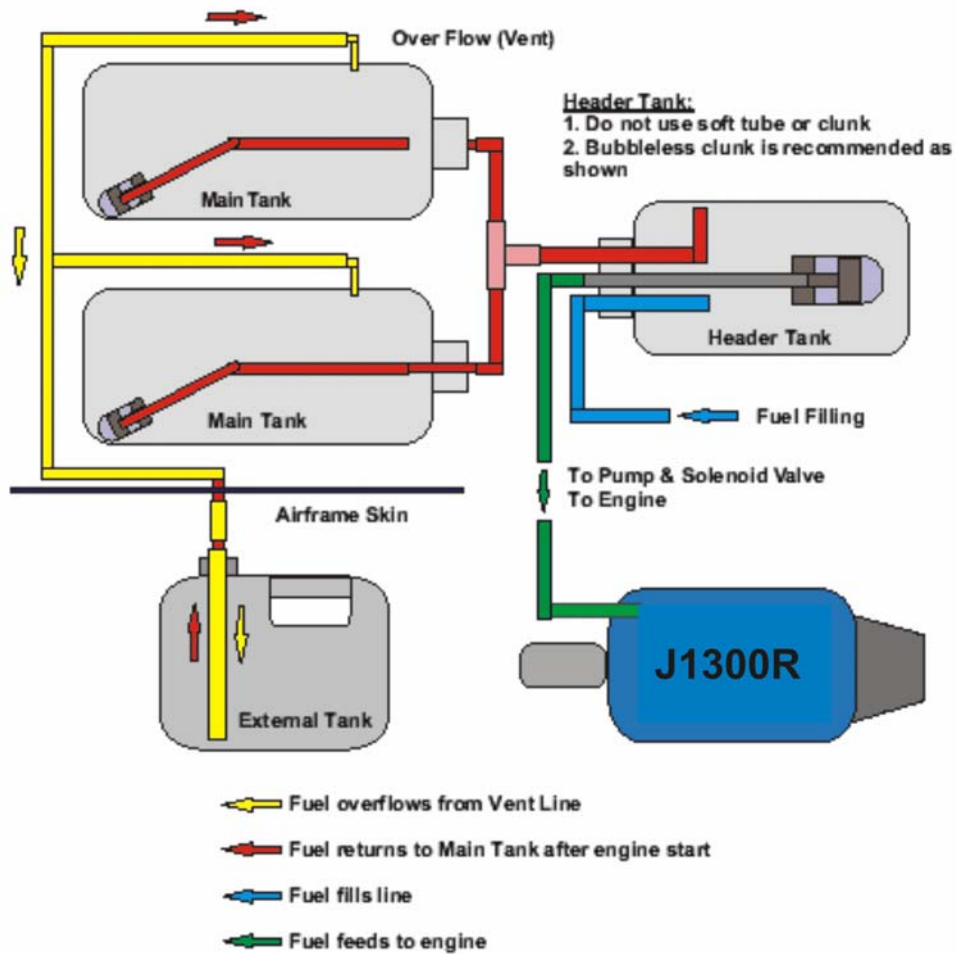 Over Flow (Vent)
Header Tank:
1. Do not use soft tube or clunk
2. Bubbleless clunk is recommended as
shown
Main Tank
Header Tank
Main Tank
Fuel Filling
To Pump & Solenoid Valve
To Engine
Airframe Skin
J1300R
External Tank
Fuel overflows from Vent Line
Fuel returns to Main Tank after engine start
Fuel fills line
Fuel feeds to engine